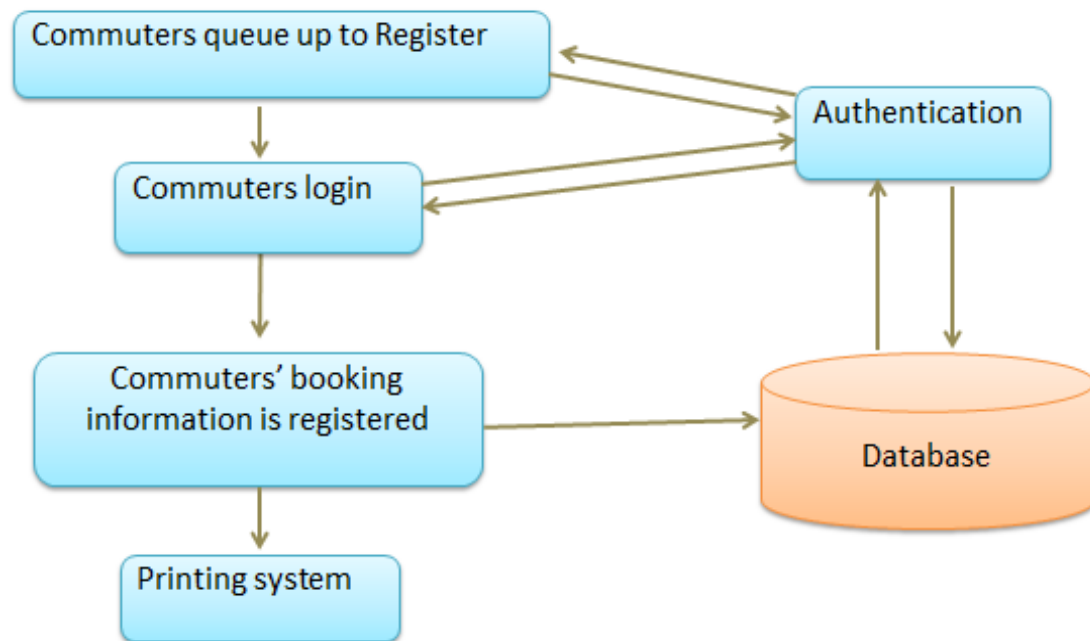 Commuters queue up to Register
Authentication
Commuters login
Commuters’ booking
information is registered
Database
Printing system